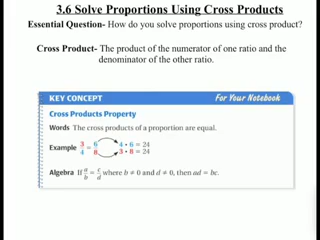 3.6 Solve Proportions Using Cross Products
Essential Question- How do you solve proportions using cross product?
Cross Product- The product of the numerator of one ratio and the
denominator of the other ratio.
KEY CONCEPT For Your Notebook
Cross Products Property
Words The cross products of a proportion are equal.
Example 3/4 = 6/8 4 • 6 = 24
3 • 8 = 24
Algebra If a/b = c/d where b ≠ 0 and d ≠ 0, then ad = bc.